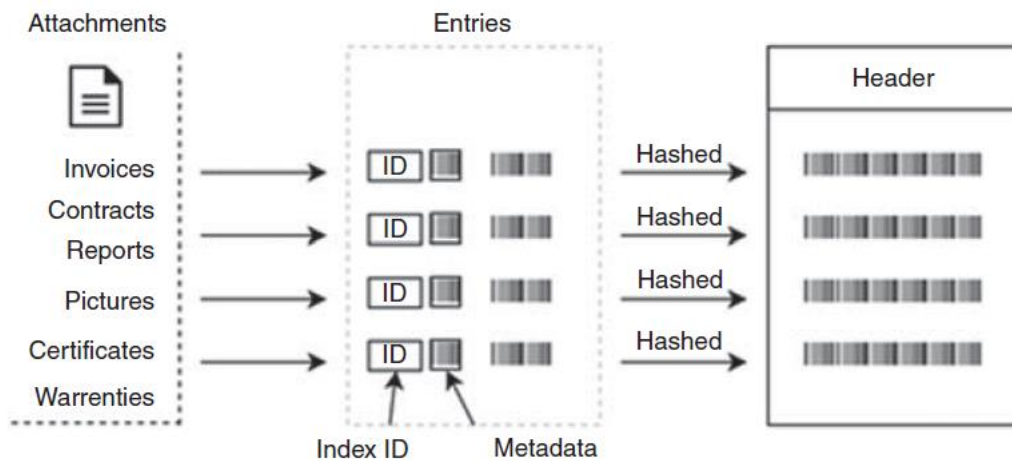 Attachments
Entries
Header
Invoices
Contracts
Reports
Pictures
Certificates
Warrenties
ID
ID
ID
ID
Hashed
Hashed
Hashed
Hashed
Index ID
Metadata